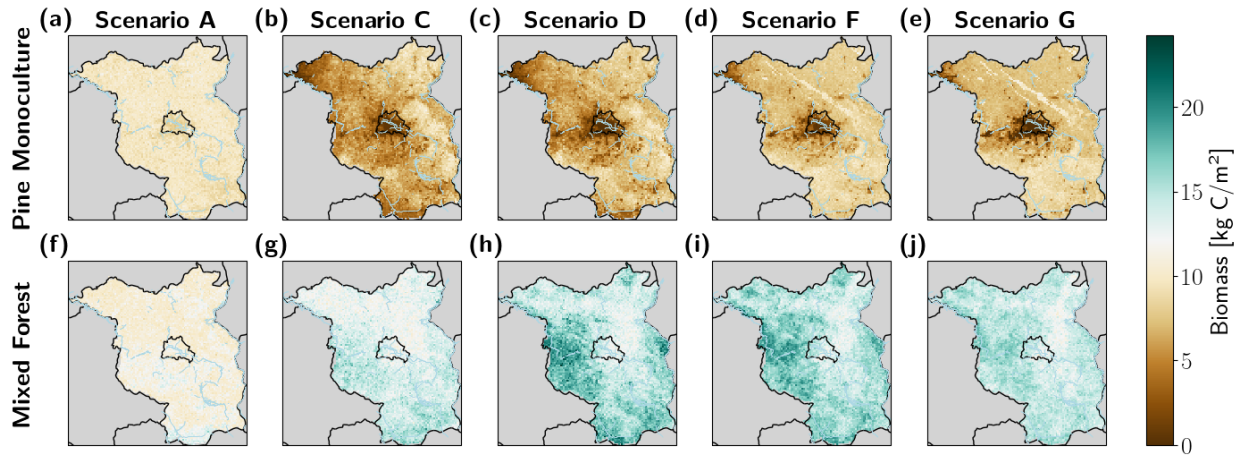 (a) Scenario A
(b) Scenario C
(c) Scenario D
(d) Scenario F
(e) Scenario G
Pine Monoculture
(f)
(g)
(h)
(i)
(j)
Mixed Forest
20
15
10
5
0
Biomass [kg C/m²]